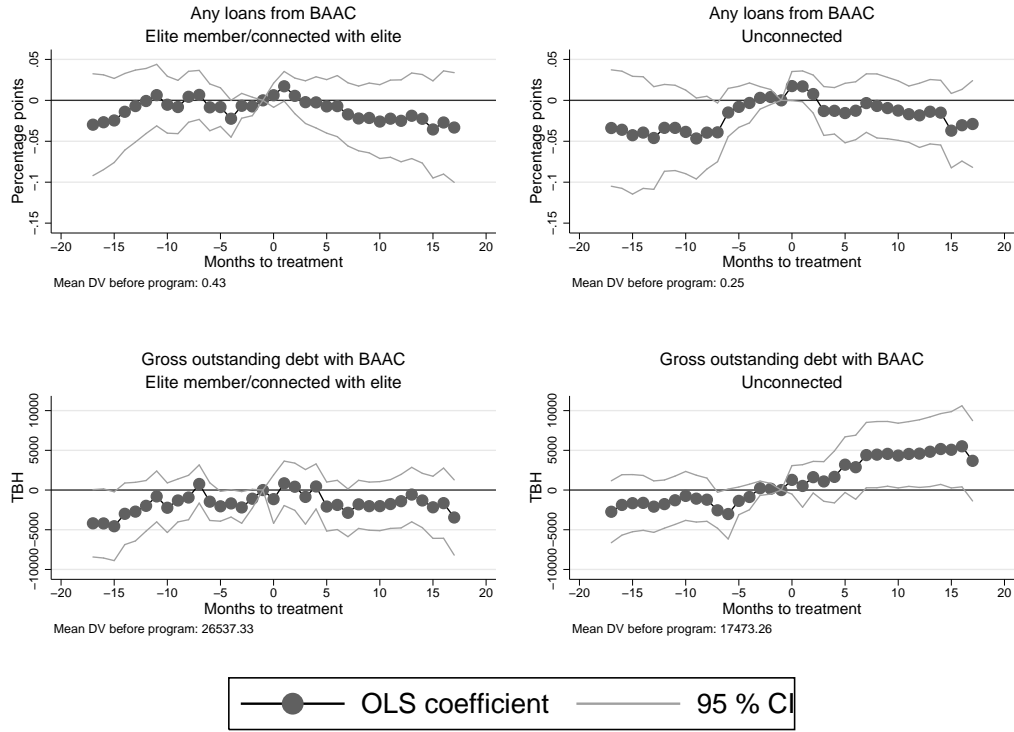 Any loans from BAAC
Elite member/connected with elite
Percentage points
.05
0
−.05
−.1
−.15
−20 −15 −10 −5 0 5 10 15 20
Months to treatment
Mean DV before program: 0.43
Any loans from BAAC
Unconnected
Percentage points
.05
0
−.05
−.1
−.15
−20 −15 −10 −5 0 5 10 15 20
Months to treatment
Mean DV before program: 0.25
Gross outstanding debt with BAAC
Elite member/connected with elite
TBH
10000
5000
0
−5000
−10000
−20 −15 −10 −5 0 5 10 15 20
Months to treatment
Mean DV before program: 26537.33
Gross outstanding debt with BAAC
Unconnected
TBH
10000
5000
0
−5000
−10000
−20 −15 −10 −5 0 5 10 15 20
Months to treatment
Mean DV before program: 17473.26
OLS coefficient 95 % CI